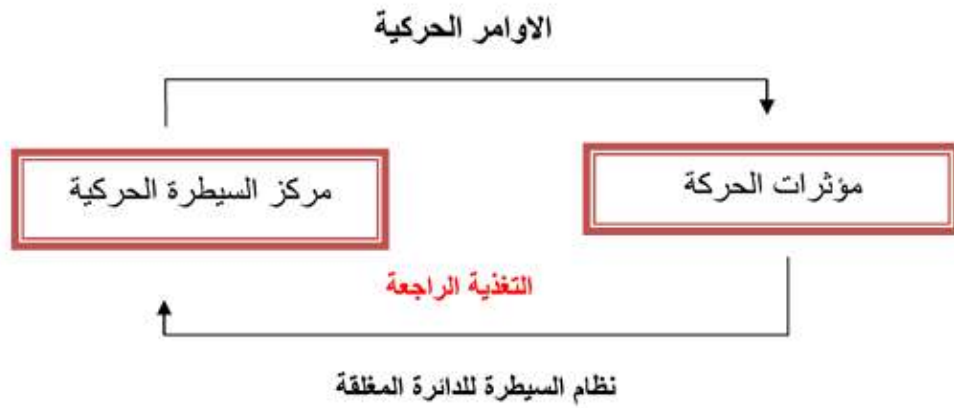 الاوامر الحركية
مؤثرات الحركة
مركز السيطرة الحركية
التغذية الراجعة
نظام السيطرة للدائرة المغلقة